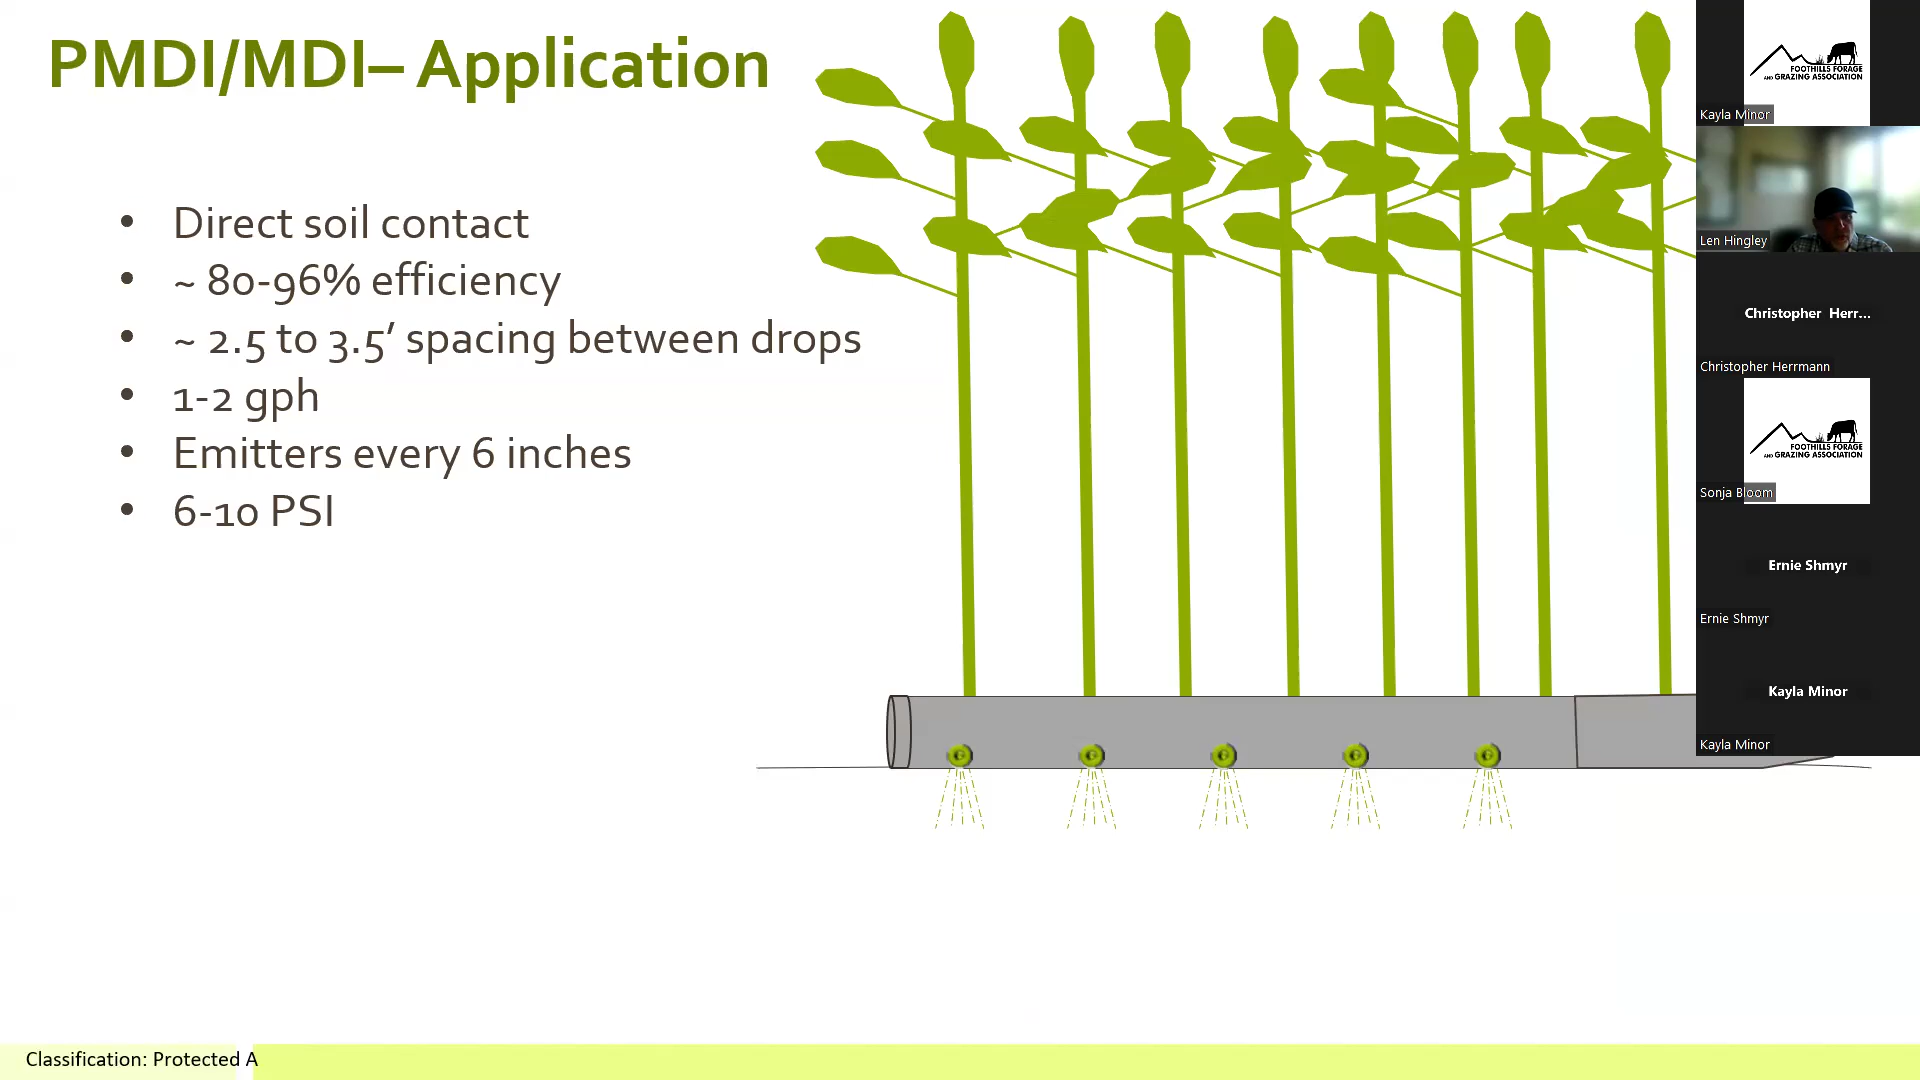 PMDI/MDI– Application
• Direct soil contact
• ~ 80-96% efficiency
• ~ 2.5 to 3.5’ spacing between drops
• 1-2 gph
• Emitters every 6 inches
• 6-10 PSI
Classification: Protected A
FOOTHILLS FORAGE
AND GRAZING ASSOCIATION
Kayla Minor
Len Hingley
Christopher Herr...
Christopher Herrmann
FOOTHILLS FORAGE
AND GRAZING ASSOCIATION
Sonja Bloom
Ernie Shmyr
Ernie Shmyr
Kayla Minor
Kayla Minor
G
G
G
G
G